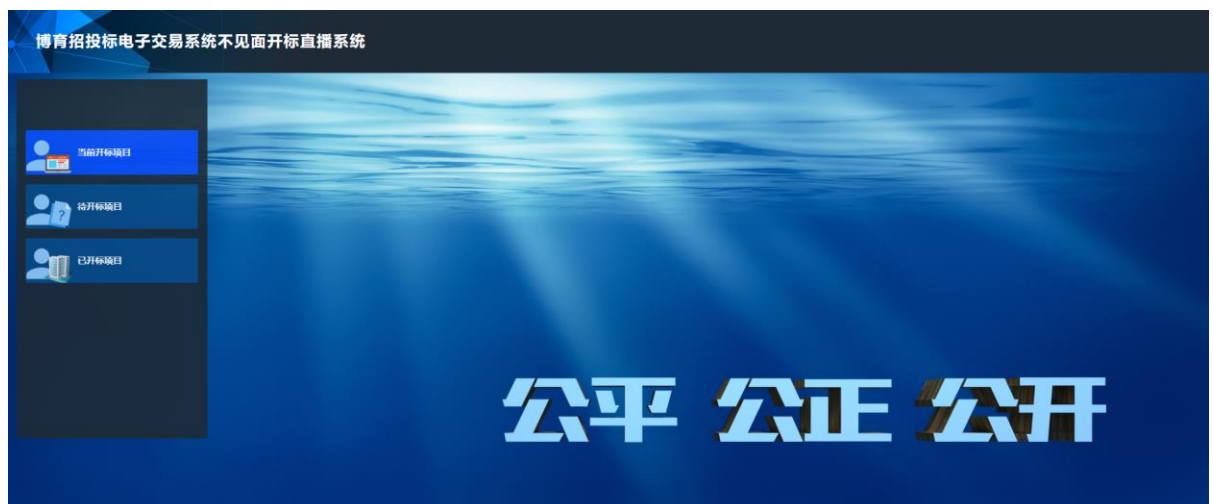 博育招投标电子交易系统不见面开标直播系统
当前开标项目
待开标项目
已开标项目
公平 公正 公开